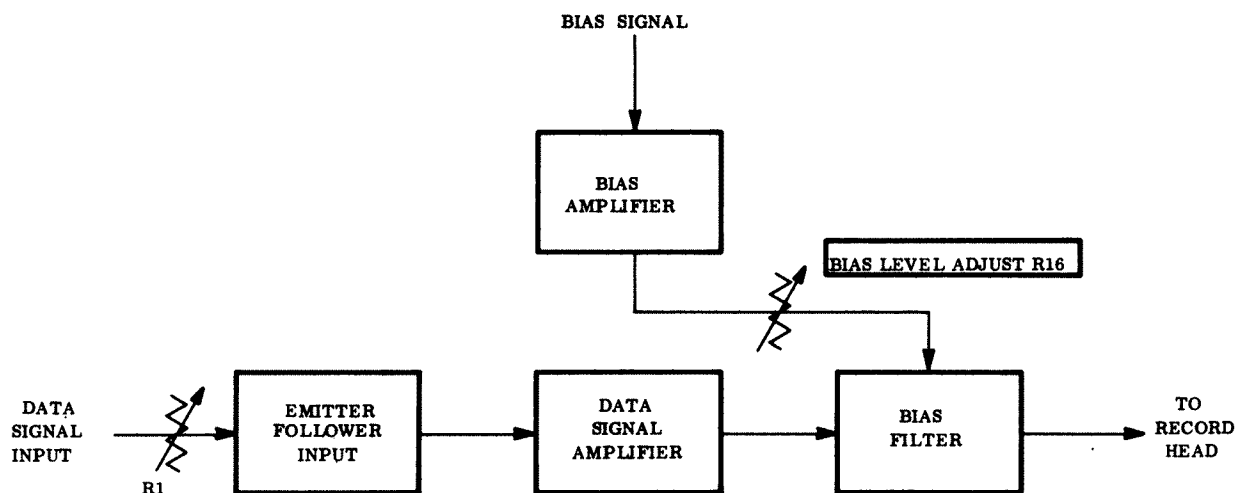 BIAS SIGNAL
BIAS
AMPLIFIER
BIAS LEVEL ADJUST R16
DATA
SIGNAL
INPUT
R1
EMITTER
FOLLOWER
INPUT
DATA
SIGNAL
AMPLIFIER
BIAS
FILTER
TO
RECORD
HEAD